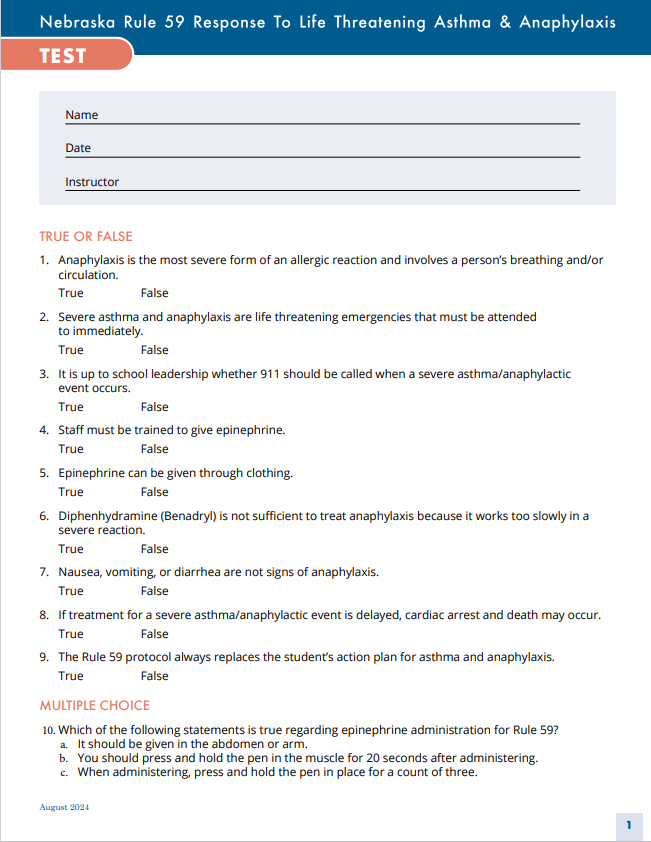 Nebraska Rule 59 Response To Life Threatening Asthma & Anaphylaxis
TEST
Name
Date
Instructor
TRUE OR FALSE
1. Anaphylaxis is the most severe form of an allergic reaction and involves a person's breathing and/or
circulation.
True False
2. Severe asthma and anaphylaxis are life threatening emergencies that must be attended
to immediately.
True False
3. It is up to school leadership whether 911 should be called when a severe asthma/anaphylactic
event occurs.
True False
4. Staff must be trained to give epinephrine.
True False
5. Epinephrine can be given through clothing.
True False
6. Diphenhydramine (Benadryl) is not sufficient to treat anaphylaxis because it works too slowly in a
severe reaction.
True False
7. Nausea, vomiting, or diarrhea are not signs of anaphylaxis.
True False
8. If treatment for a severe asthma/anaphylactic event is delayed, cardiac arrest and death may occur.
True False
9. The Rule 59 protocol always replaces the student's action plan for asthma and anaphylaxis.
True False
MULTIPLE CHOICE
10. Which of the following statements is true regarding epinephrine administration for Rule 59?
a. It should be given in the abdomen or arm.
b. You should press and hold the pen in the muscle for 20 seconds after administering.
c. When administering, press and hold the pen in place for a count of three.
August 2024
1